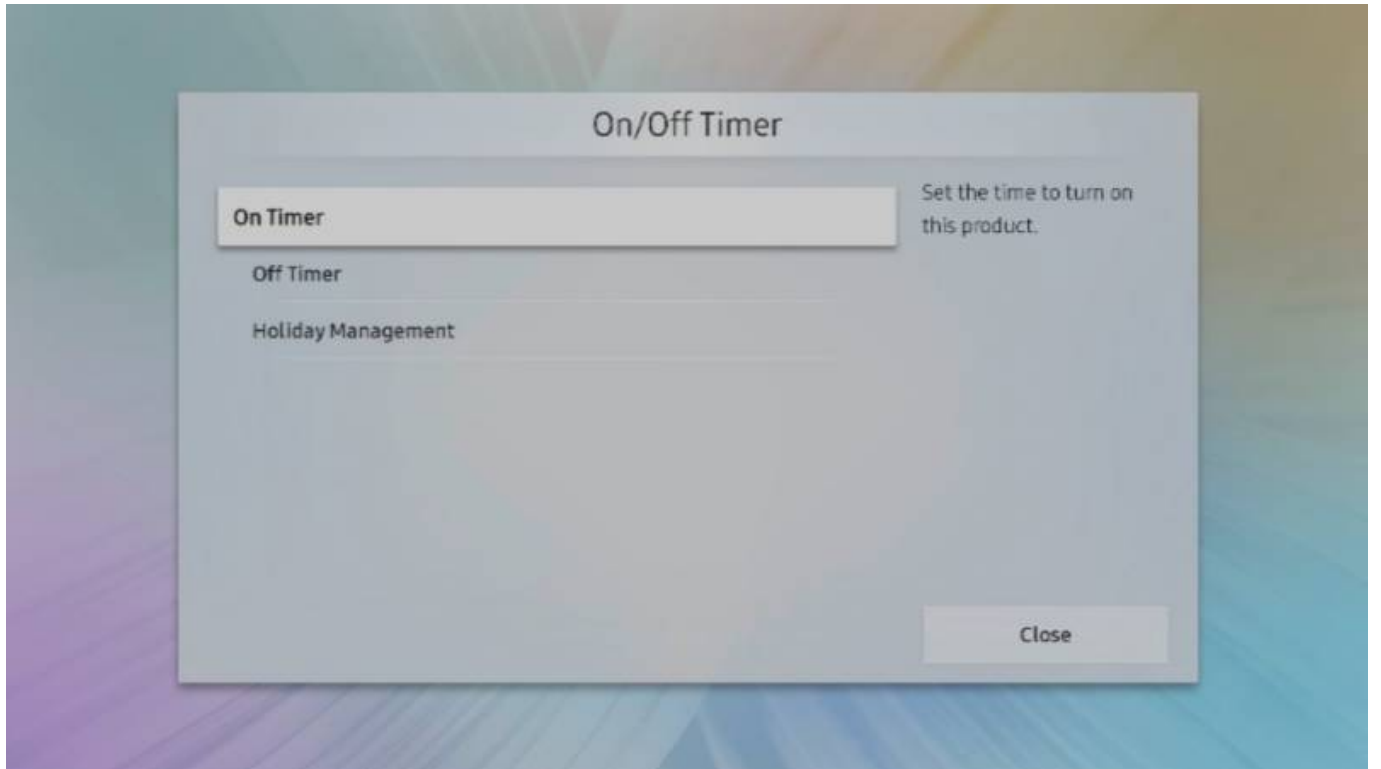 On/Off Timer
On Timer
Set the time to turn on
this product.
Off Timer
Holiday Management
Close